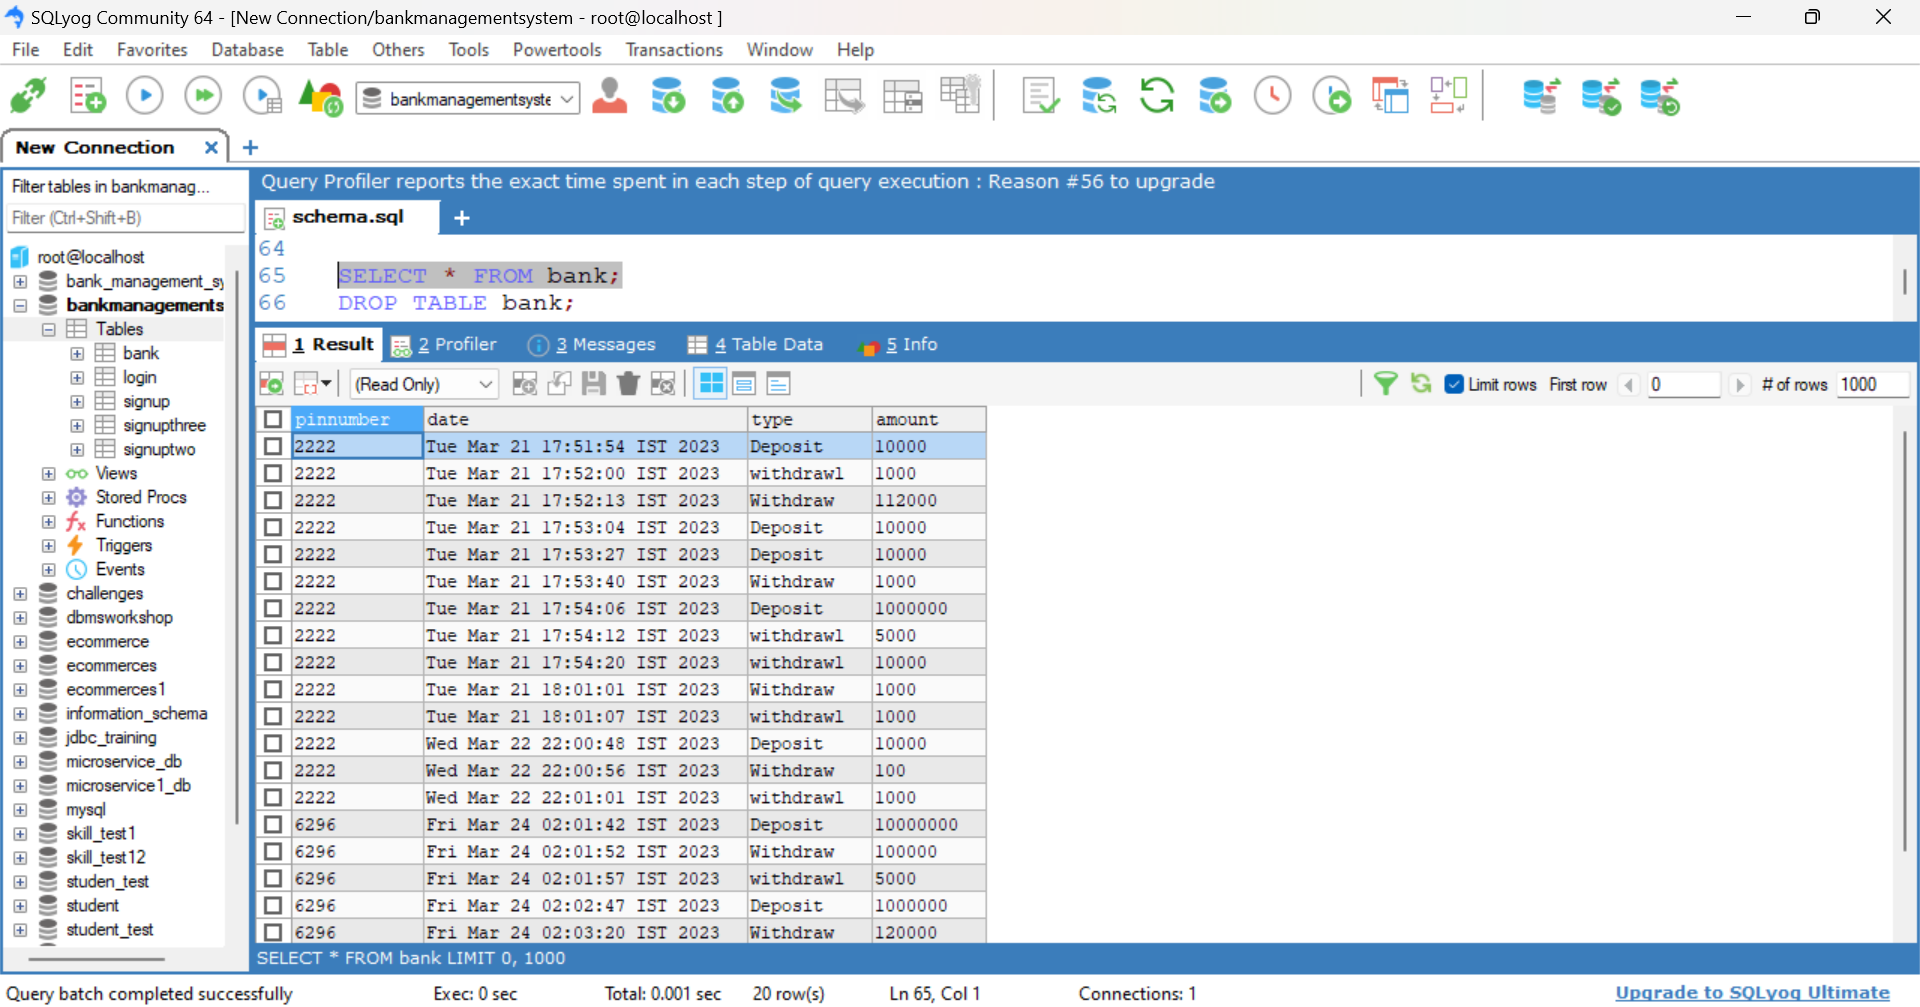 SQLyog Community 64 - [New Connection/bankmanagementsystem - root@localhost ]
File Edit Favorites Database Table Others Tools Powertools Transactions Window Help
bankmanagementsyste
New Connection
Filter tables in bankmanag...
Filter (Ctrl+Shift+B)
root@localhost
bank_management_sy
bankmanagements
Tables
bank
login
signup
signupthree
signuptwo
Views
Stored Procs
Functions
Triggers
Events
challenges
dbmsworkshop
ecommerce
ecommerces
ecommerces1
information_schema
jdbc_training
microservice_db
microservice1_db
mysql
skill_test1
skill_test12
studen_test
student
student_test
Query Profiler reports the exact time spent in each step of query execution : Reason #56 to upgrade
schema.sql
64
65 SELECT * FROM bank;
66 DROP TABLE bank;
1 Result 2 Profiler 3 Messages 4 Table Data 5 Info
(Read Only) Limit rows First row 0 # of rows 1000
pinnumber date type amount
2222 Tue Mar 21 17:51:54 IST 2023 Deposit 10000
2222 Tue Mar 21 17:52:00 IST 2023 withdrawl 1000
2222 Tue Mar 21 17:52:13 IST 2023 Withdraw 112000
2222 Tue Mar 21 17:53:04 IST 2023 Deposit 10000
2222 Tue Mar 21 17:53:27 IST 2023 Deposit 10000
2222 Tue Mar 21 17:53:40 IST 2023 Withdraw 1000
2222 Tue Mar 21 17:54:06 IST 2023 Deposit 1000000
2222 Tue Mar 21 17:54:12 IST 2023 withdrawl 5000
2222 Tue Mar 21 17:54:20 IST 2023 withdrawl 10000
2222 Tue Mar 21 18:01:01 IST 2023 Withdraw 1000
2222 Tue Mar 21 18:01:07 IST 2023 withdrawl 1000
2222 Wed Mar 22 22:00:48 IST 2023 Deposit 10000
2222 Wed Mar 22 22:00:56 IST 2023 Withdraw 100
2222 Wed Mar 22 22:01:01 IST 2023 withdrawl 1000
6296 Fri Mar 24 02:01:42 IST 2023 Deposit 10000000
6296 Fri Mar 24 02:01:52 IST 2023 Withdraw 100000
6296 Fri Mar 24 02:01:57 IST 2023 withdrawl 5000
6296 Fri Mar 24 02:02:47 IST 2023 Deposit 1000000
6296 Fri Mar 24 02:03:20 IST 2023 Withdraw 120000
SELECT * FROM bank LIMIT 0, 1000
Query batch completed successfully Exec: 0 sec Total: 0.001 sec 20 row(s) Ln 65, Col 1 Connections: 1 Upgrade to SQLyog Ultimate